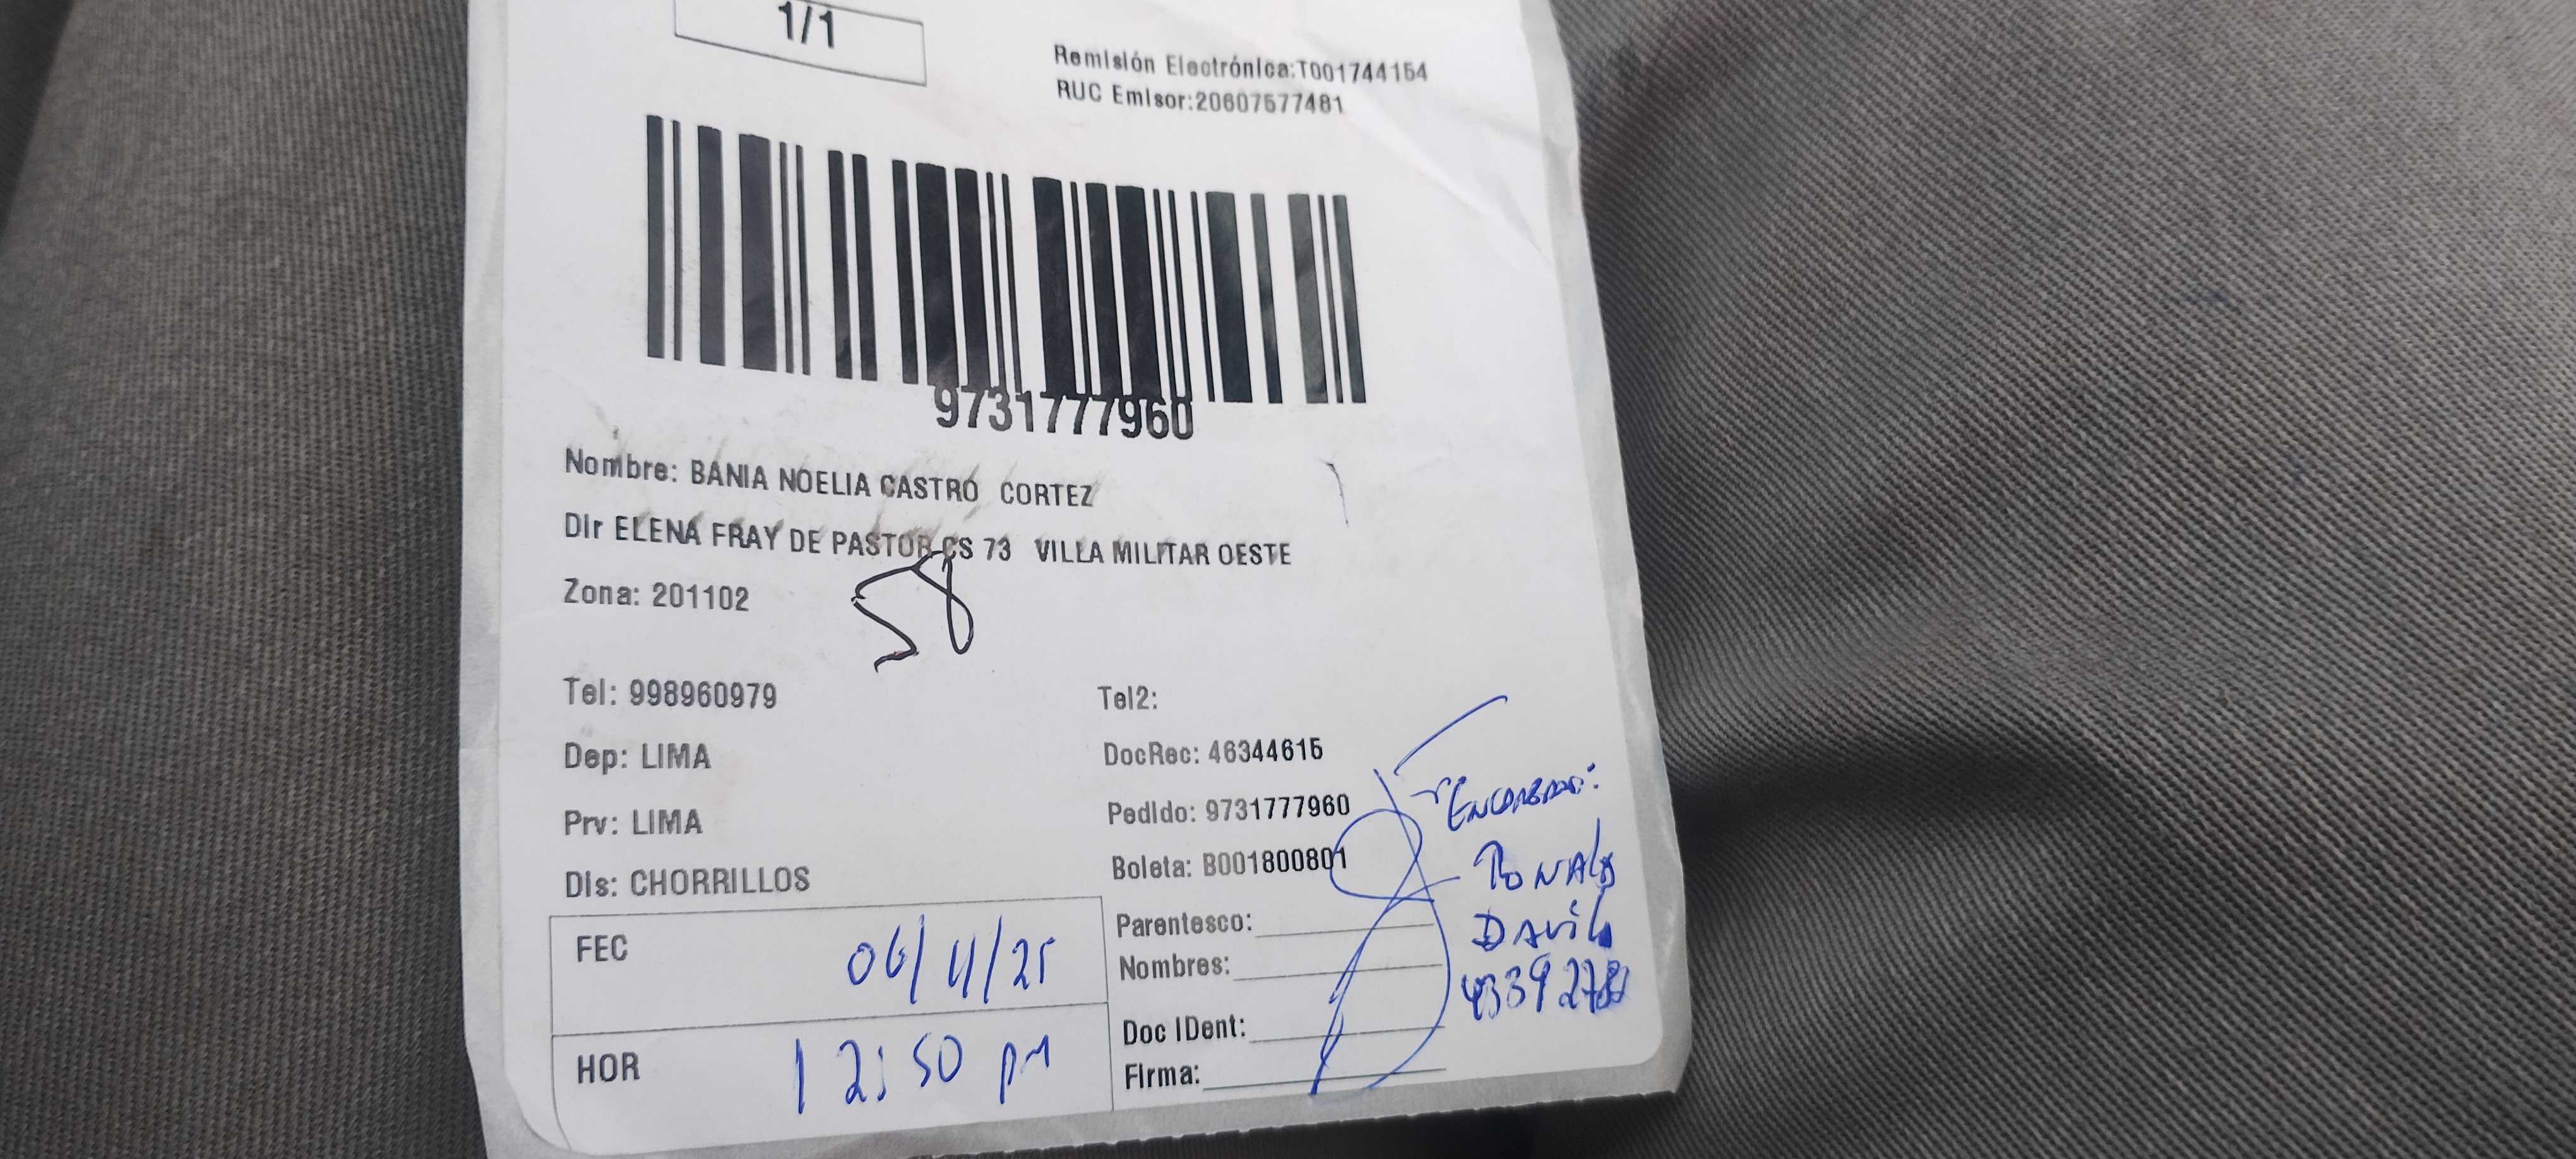 1/1
Remisión Electrónica:T001744154
RUC Emisor:20607577481
9731777960
Nombre: BANIA NOELIA CASTRO CORTEZ
Dir ELENA FRAY DE PASTOR CS 73 VILLA MILITAR OESTE
Zona: 201102
58
Tel: 998960979
Tel2:
Dep: LIMA
DocRec: 46344615
Prv: LIMA
Pedido: 9731777960
Dis: CHORRILLOS
Boleta: B001800801
FEC 06/11/25
HOR 12:50 pm
Parentesco:
Nombres:
Doc IDent:
Firma:
RONALD
DAVILA